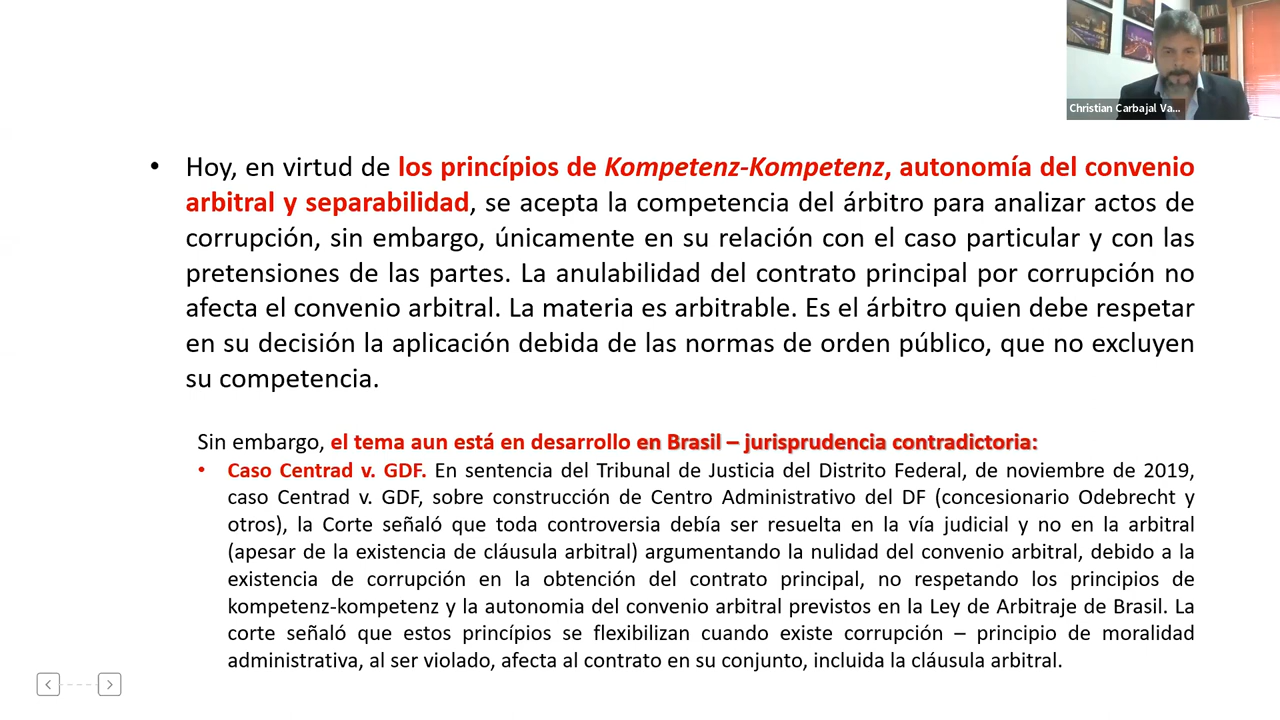 Christian Carbajal Va...
• Hoy, en virtud de los princípios de Kompetenz-Kompetenz, autonomía del convenio
arbitral y separabilidad, se acepta la competencia del árbitro para analizar actos de
corrupción, sin embargo, únicamente en su relación con el caso particular y con las
pretensiones de las partes. La anulabilidad del contrato principal por corrupción no
afecta el convenio arbitral. La materia es arbitrable. Es el árbitro quien debe respetar
en su decisión la aplicación debida de las normas de orden público, que no excluyen
su competencia.
Sin embargo, el tema aun está en desarrollo en Brasil – jurisprudencia contradictoria:
• Caso Centrad v. GDF. En sentencia del Tribunal de Justicia del Distrito Federal, de noviembre de 2019,
caso Centrad v. GDF, sobre construcción de Centro Administrativo del DF (concesionario Odebrecht y
otros), la Corte señaló que toda controversia debía ser resuelta en la vía judicial y no en la arbitral
(apesar de la existencia de cláusula arbitral) argumentando la nulidad del convenio arbitral, debido a la
existencia de corrupción en la obtención del contrato principal, no respetando los principios de
kompetenz-kompetenz y la autonomia del convenio arbitral previstos en la Ley de Arbitraje de Brasil. La
corte señaló que estos princípios se flexibilizan cuando existe corrupción – principio de moralidad
administrativa, al ser violado, afecta al contrato en su conjunto, incluida la cláusula arbitral.